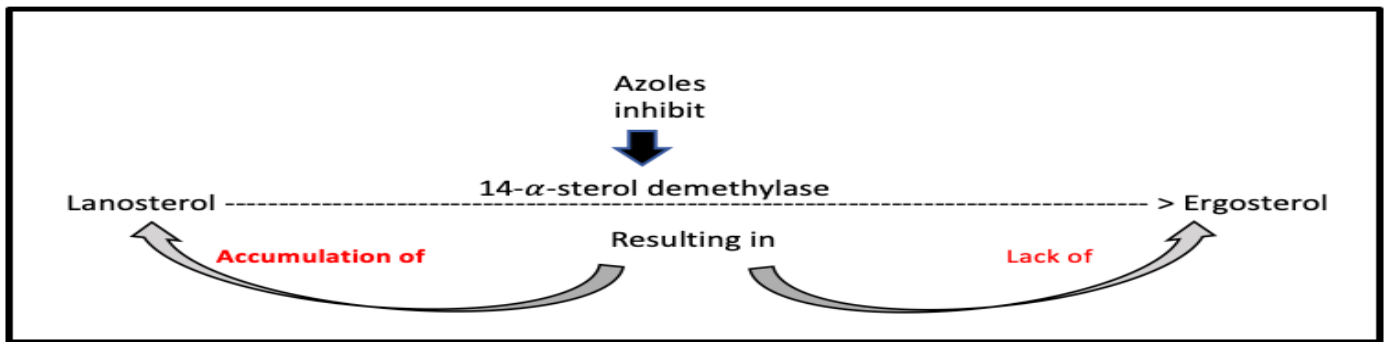 Azoles
inhibit
14-𝛼-sterol demethylase
Lanosterol ------------------------------------------------------------------------------------- > Ergosterol
Resulting in
Accumulation of
Lack of